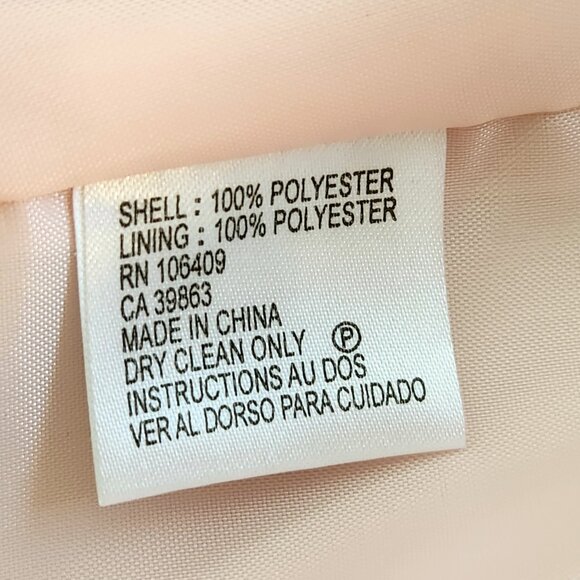 SHELL : 100% POLYESTER
LINING : 100% POLYESTER
RN 106409
CA 39863
MADE IN CHINA
DRY CLEAN ONLY Ⓟ
INSTRUCTIONS AU DOS
VER AL DORSO PARA CUIDADO